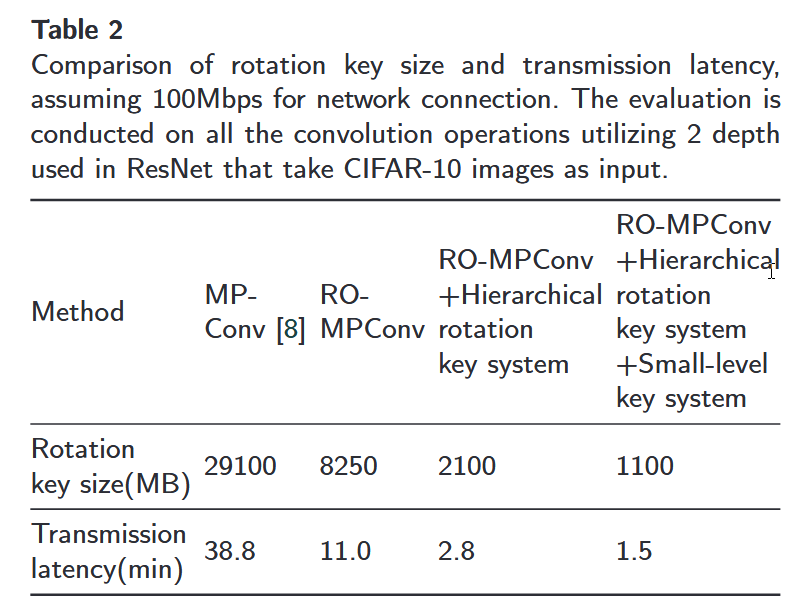 Table 2
Comparison of rotation key size and transmission latency,
assuming 100Mbps for network connection. The evaluation is
conducted on all the convolution operations utilizing 2 depth
used in ResNet that take CIFAR-10 images as input.
Method
MP-
Conv [8]
RO-
MPConv
RO-MPConv
+Hierarchical
rotation
key system
RO-MPConv
+Hierarchical
rotation
key system
+Small-level
key system
Rotation
key size(MB)
29100
8250
2100
1100
Transmission
latency(min)
38.8
11.0
2.8
1.5